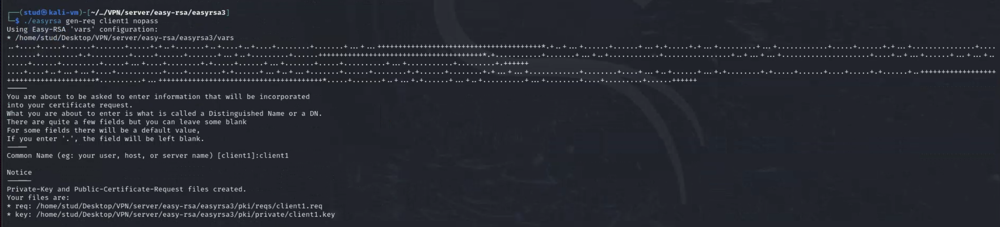 ┌──(stud㉿kali-vm)-[~/…/VPN/server/easy-rsa/easyrsa3]
└─$ ./easyrsa gen-req client1 nopass
Using Easy-RSA 'vars' configuration:
* /home/stud/Desktop/VPN/server/easy-rsa/easyrsa3/vars
You are about to be asked to enter information that will be incorporated
into your certificate request.
What you are about to enter is what is called a Distinguished Name or a DN.
There are quite a few fields but you can leave some blank
For some fields there will be a default value,
If you enter '.', the field will be left blank.
Common Name (eg: your user, host, or server name) [client1]:client1
Notice
Private-Key and Public-Certificate-Request files created.
Your files are:
* req: /home/stud/Desktop/VPN/server/easy-rsa/easyrsa3/pki/reqs/client1.req
* key: /home/stud/Desktop/VPN/server/easy-rsa/easyrsa3/pki/private/client1.key